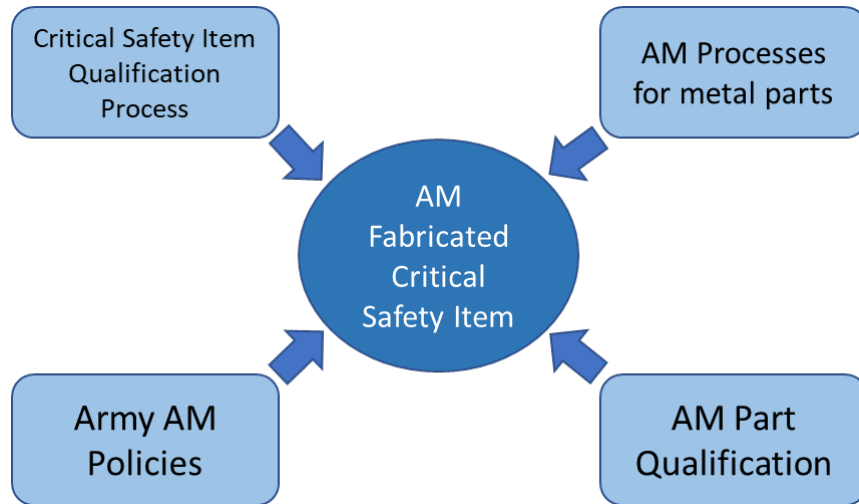 Critical Safety Item
Qualification
Process
AM Processes
for metal parts
AM
Fabricated
Critical
Safety Item
Army AM
Policies
AM Part
Qualification